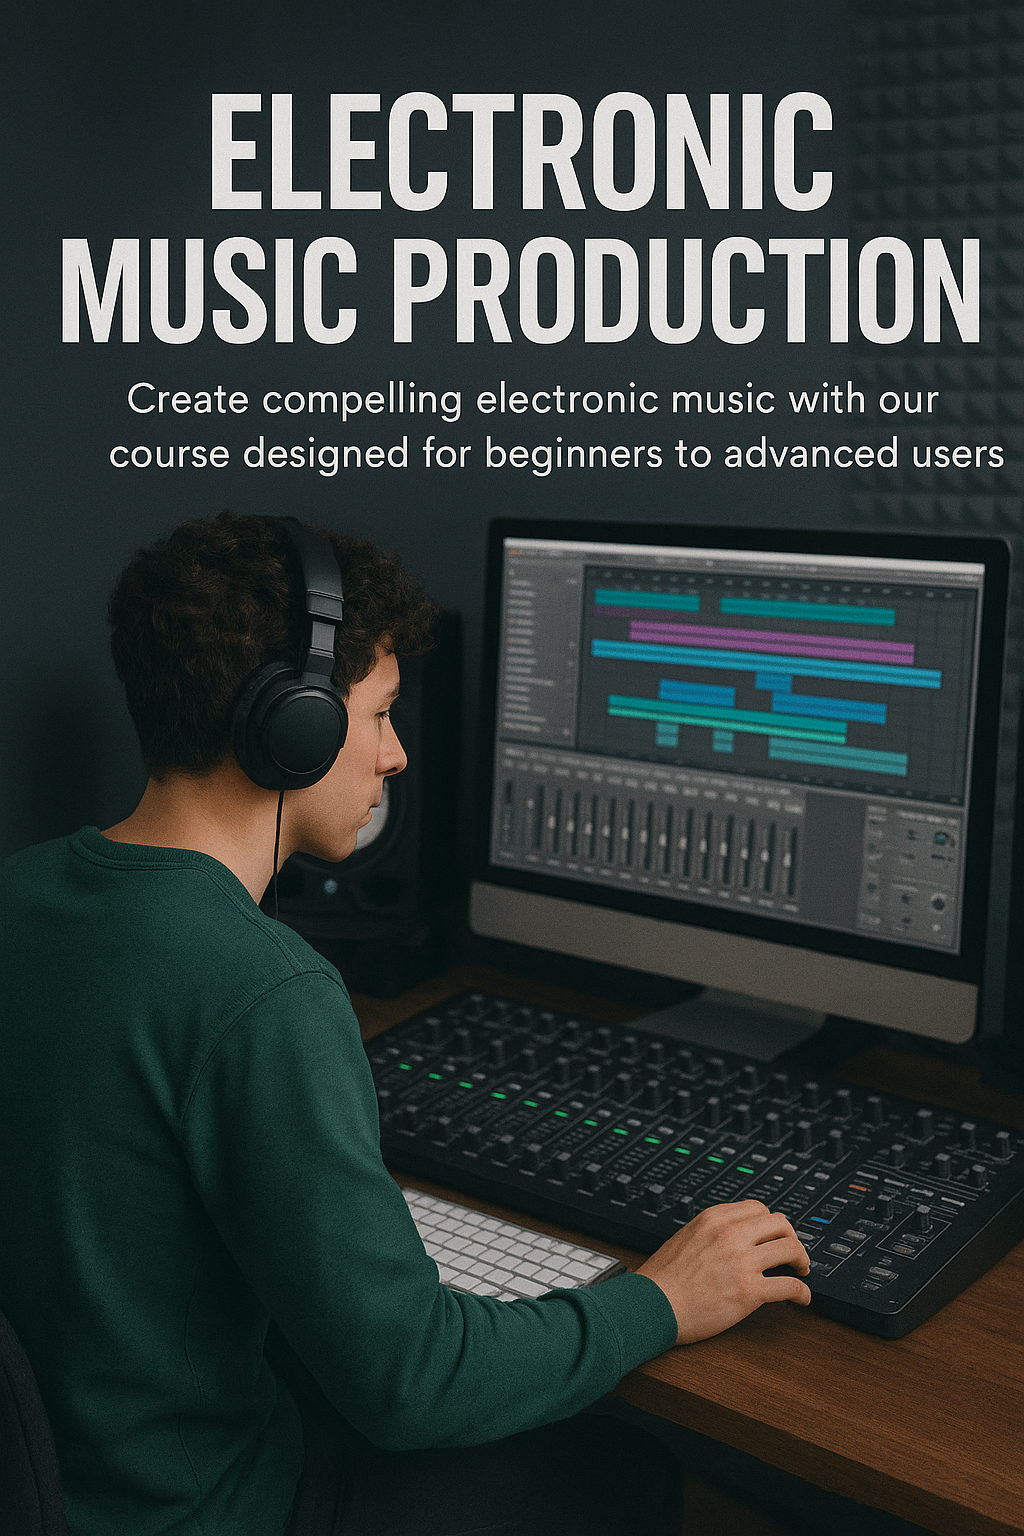 ELECTRONIC
MUSIC PRODUCTION
Create compelling electronic music with our
course designed for beginners to advanced users